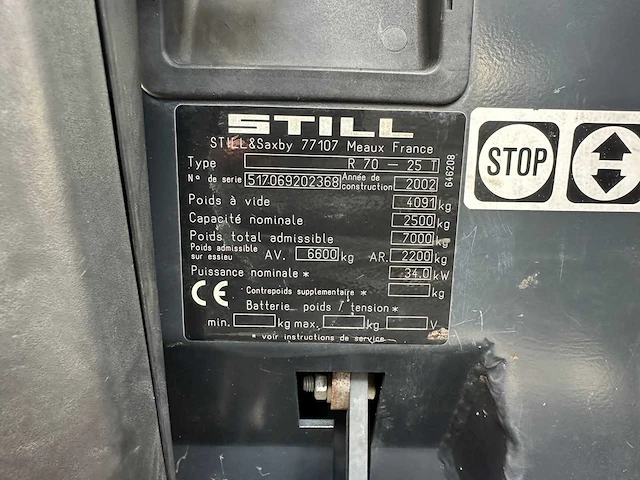 STILL
STILL&Saxby 77107 Meaux France
Type R 70 - 25 T
N° de serie 517069202368 Année de construction 2002
Poids à vide 4091 kg
Capacité nominale 2500 kg
Poids total admissible 7000 kg
Poids admissible sur essieu AV. 6600 kg AR. 2200 kg
Puissance nominale * 34.0 kW
Contrepoids supplementaire * kg
CE
Batterie poids / tension *
min. kg max. kg V
* voir instructions de service
646208
STOP